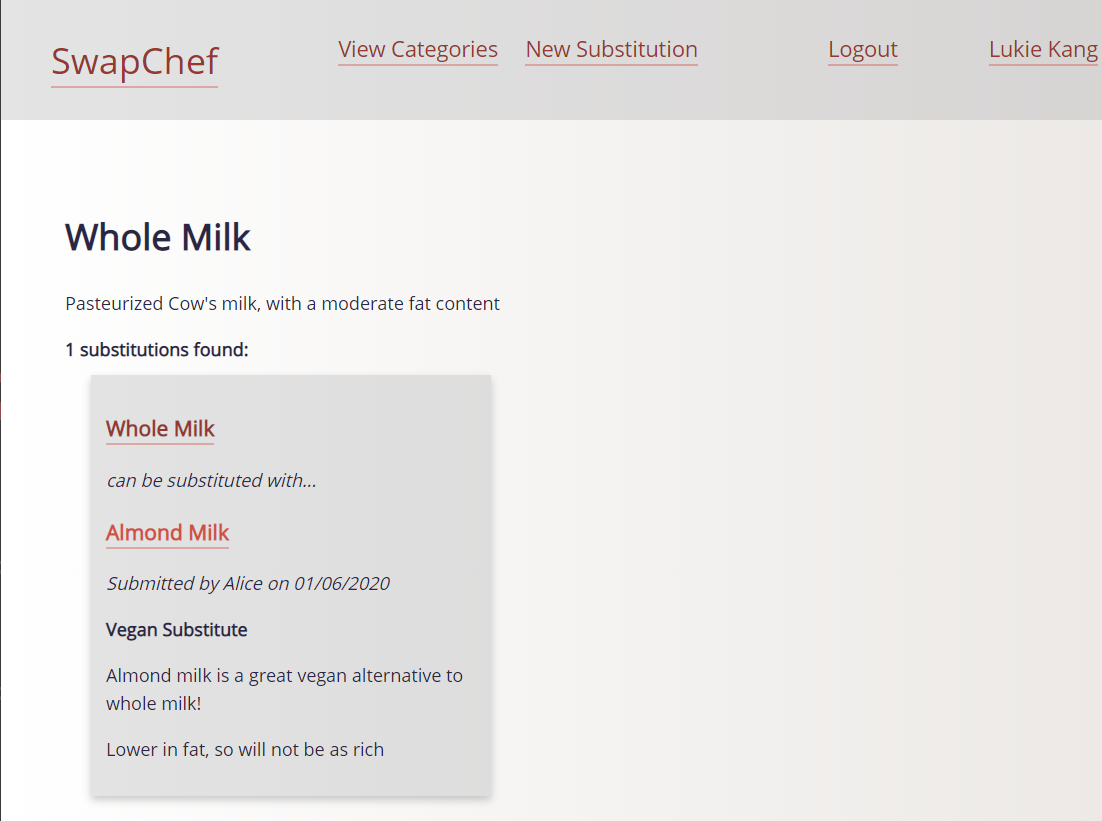 SwapChef
View Categories
New Substitution
Logout
Lukie Kang
Whole Milk
Pasteurized Cow's milk, with a moderate fat content
1 substitutions found:
Whole Milk
can be substituted with...
Almond Milk
Submitted by Alice on 01/06/2020
Vegan Substitute
Almond milk is a great vegan alternative to
whole milk!
Lower in fat, so will not be as rich